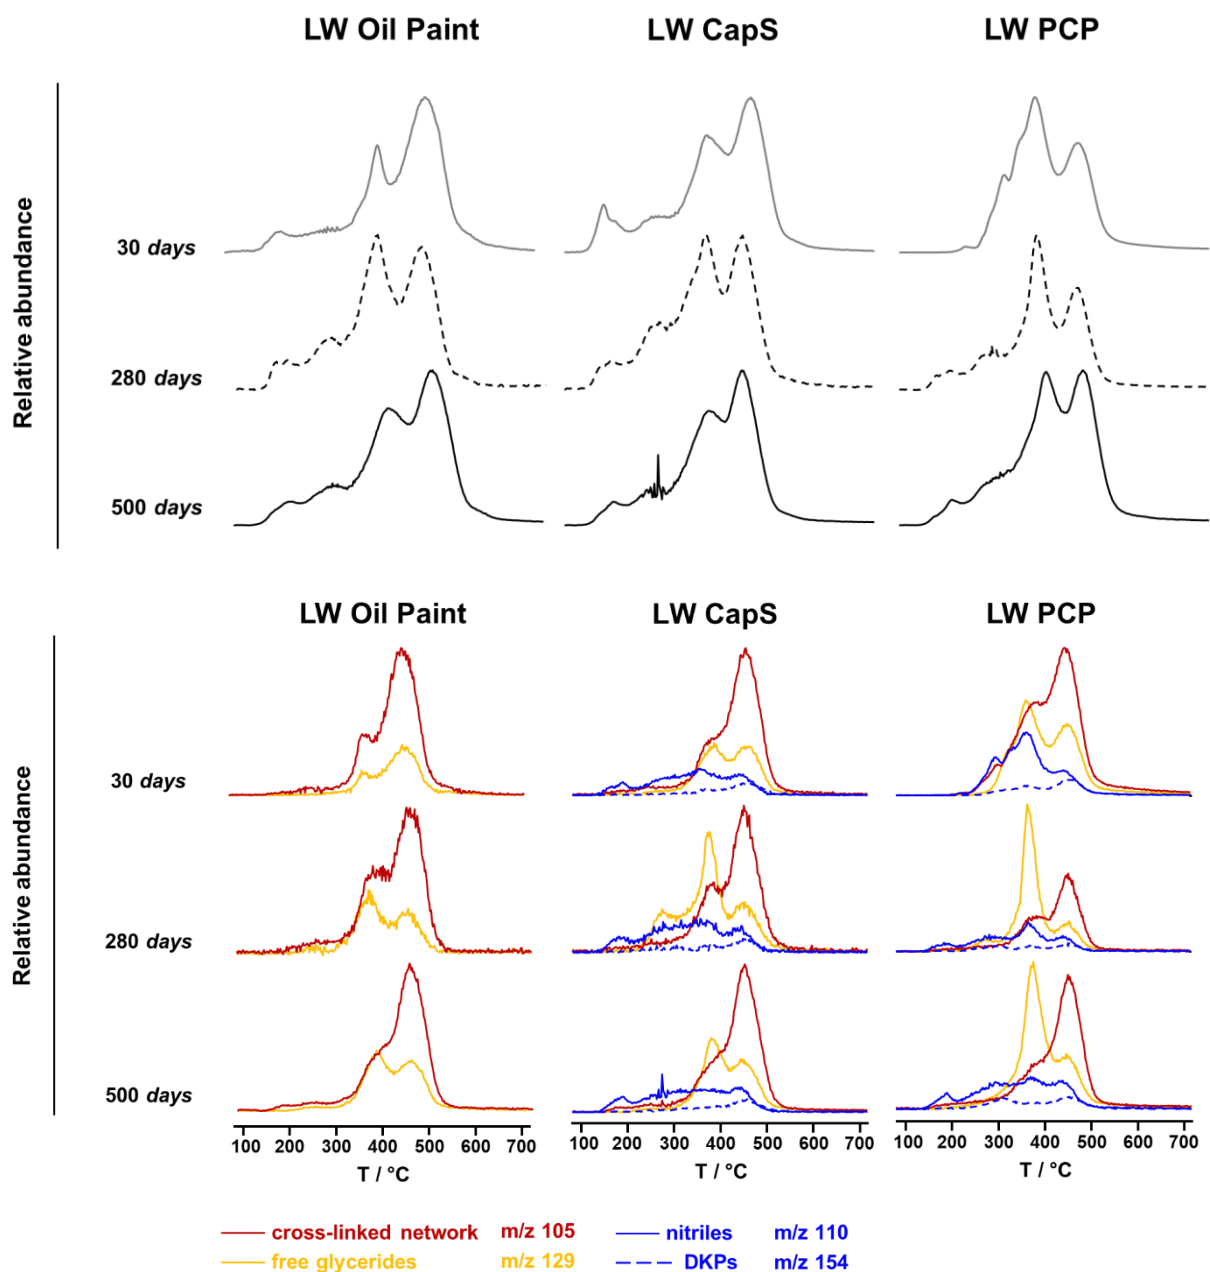 LW Oil Paint LW CapS LW PCP
Relative abundance
30 days
280 days
500 days
LW Oil Paint LW CapS LW PCP
Relative abundance
30 days
280 days
500 days
100 200 300 400 500 600 700 100 200 300 400 500 600 700 100 200 300 400 500 600 700
T / °C T / °C T / °C
cross-linked network m/z 105 nitriles m/z 110
free glycerides m/z 129 DKPs m/z 154